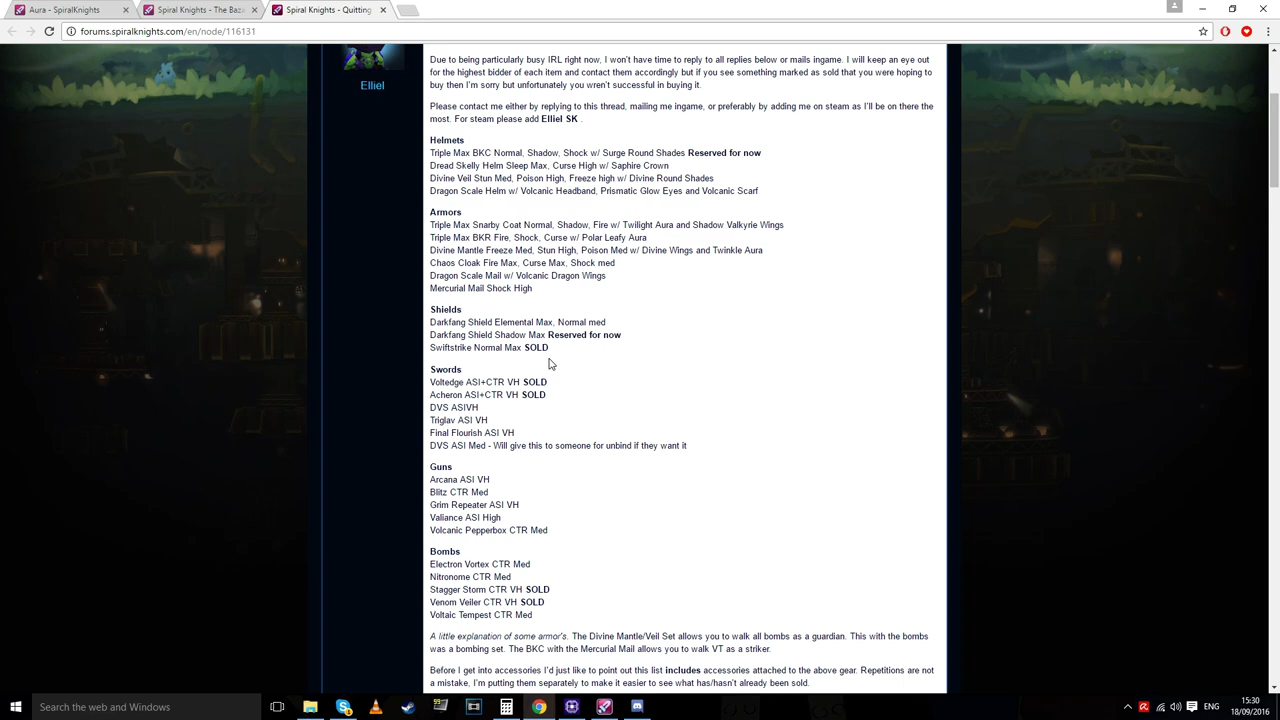 Aura - SpiralKnights
Spiral Knights - The Baza
Spiral Knights - Quitting
forums.spiralknights.com/en/node/116131
Due to being particularly busy IRL right now, I won't have time to reply to all replies below or mails ingame. I will keep an eye out
for the highest bidder of each item and contact them accordingly but if you see something marked as sold that you were hoping to
buy then I'm sorry but unfortunately you wren't successful in buying it.
Elliel
Please contact me either by replying to this thread, mailing me ingame, or preferably by adding me on steam as I'll be on there the
most. For steam please add Elliel SK .
Helmets
Triple Max BKC Normal, Shadow, Shock w/ Surge Round Shades Reserved for now
Dread Skelly Helm Sleep Max, Curse High w/ Saphire Crown
Divine Veil Stun Med, Poison High, Freeze high w/ Divine Round Shades
Dragon Scale Helm w/ Volcanic Headband, Prismatic Glow Eyes and Volcanic Scarf
Armors
Triple Max Snarby Coat Normal, Shadow, Fire w/ Twilight Aura and Shadow Valkyrie Wings
Triple Max BKR Fire, Shock, Curse w/ Polar Leafy Aura
Divine Mantle Freeze Med, Stun High, Poison Med w/ Divine Wings and Twinkle Aura
Chaos Cloak Fire Max, Curse Max, Shock med
Dragon Scale Mail w/ Volcanic Dragon Wings
Mercurial Mail Shock High
Shields
Darkfang Shield Elemental Max, Normal med
Darkfang Shield Shadow Max Reserved for now
Swiftstrike Normal Max SOLD
Swords
Voltedge ASI+CTR VH SOLD
Acheron ASI+CTR VH SOLD
DVS ASIVH
Triglav ASI VH
Final Flourish ASI VH
DVS ASI Med - Will give this to someone for unbind if they want it
Guns
Arcana ASI VH
Blitz CTR Med
Grim Repeater ASI VH
Valiance ASI High
Volcanic Pepperbox CTR Med
Bombs
Electron Vortex CTR Med
Nitronome CTR Med
Stagger Storm CTR VH SOLD
Venom Veiler CTR VH SOLD
Voltaic Tempest CTR Med
A little explanation of some armor's. The Divine Mantle/Veil Set allows you to walk all bombs as a guardian. This with the bombs
was a bombing set. The BKC with the Mercurial Mail allows you to walk VT as a striker.
Before I get into accessories I'd just like to point out this list includes accessories attached to the above gear. Repetitions are not
a mistake, I'm putting them separately to make it easier to see what has/hasn't already been sold.
Search the web and Windows
ENG
15:30
18/09/2016